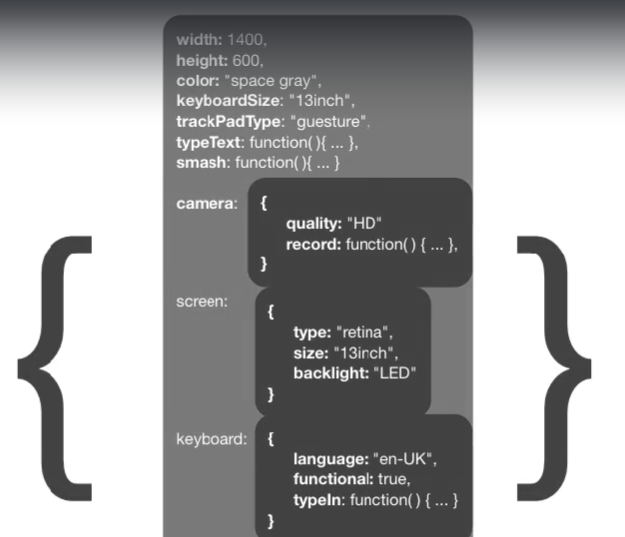 width: 1400,
height: 600,
color: "space gray",
keyboardSize: "13inch",
trackPadType: "guesture",
typeText: function(){ ... },
smash: function(){ ... }
camera: {
quality: "HD"
record: function( ) { ... },
}
screen: {
type: "retina",
size: "13inch",
backlight: "LED"
}
keyboard: {
language: "en-UK",
functional: true,
typeIn: function( ) { ... }
}
{ }